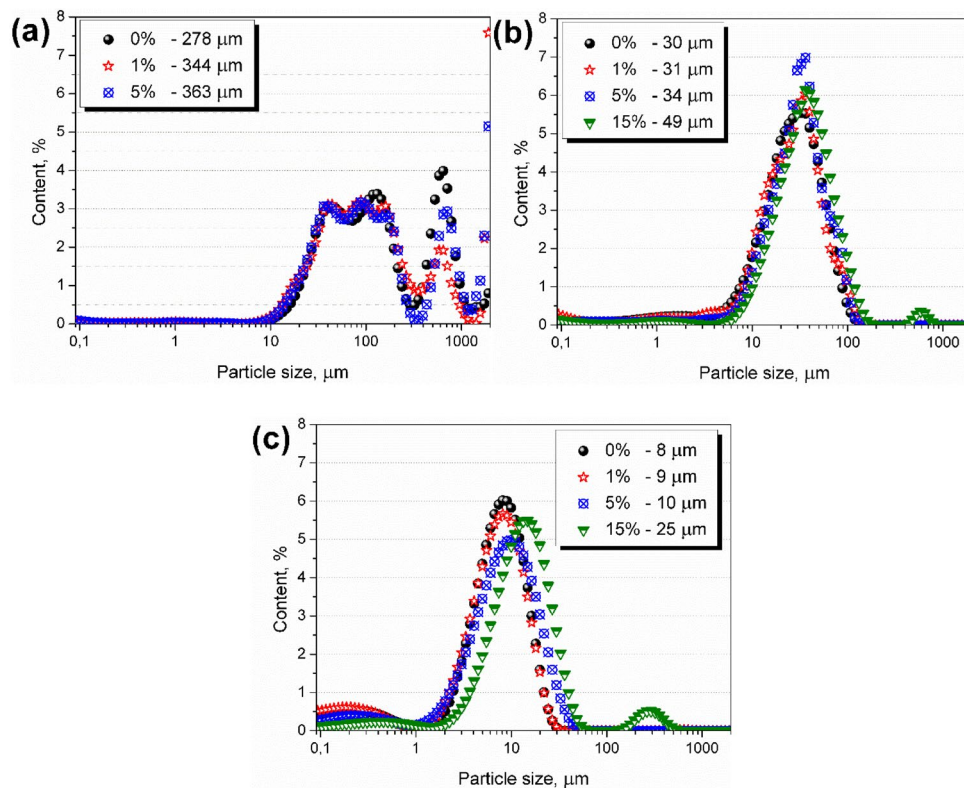 (a)
0% - 278 μm
1% - 344 μm
5% - 363 μm
Content, %
8
7
6
5
4
3
2
1
0
0,1 1 10 100 1000
Particle size, μm
(b)
0% - 30 μm
1% - 31 μm
5% - 34 μm
15% - 49 μm
Content, %
8
7
6
5
4
3
2
1
0
0,1 1 10 100 1000
Particle size, μm
(c)
0% - 8 μm
1% - 9 μm
5% - 10 μm
15% - 25 μm
Content, %
8
7
6
5
4
3
2
1
0
0,1 1 10 100 1000
Particle size, μm